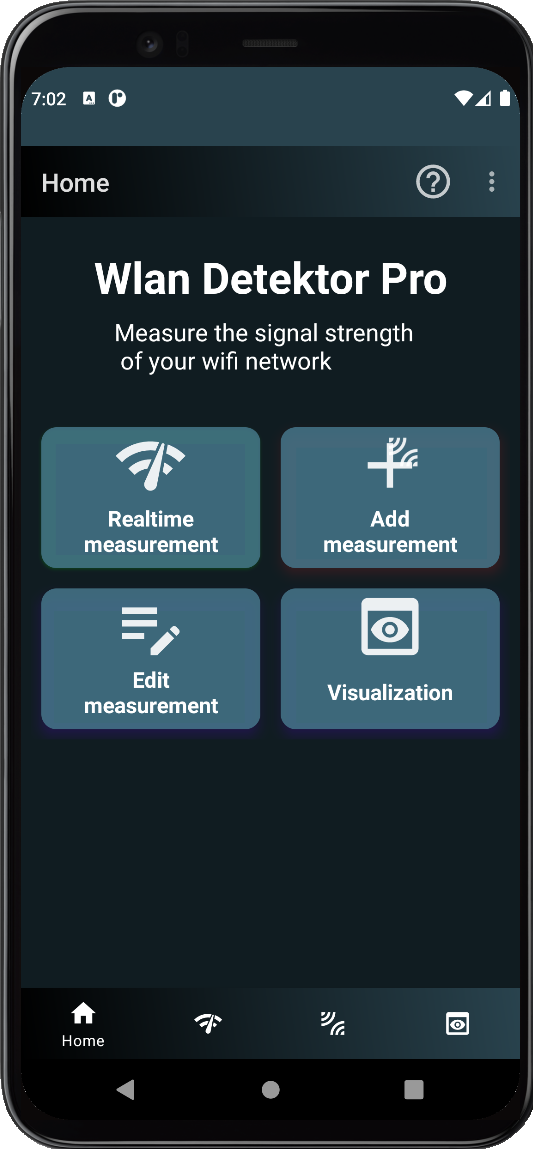 7:02
Home
Wlan Detektor Pro
Measure the signal strength
of your wifi network
Realtime
measurement
Add
measurement
Edit
measurement
Visualization
Home